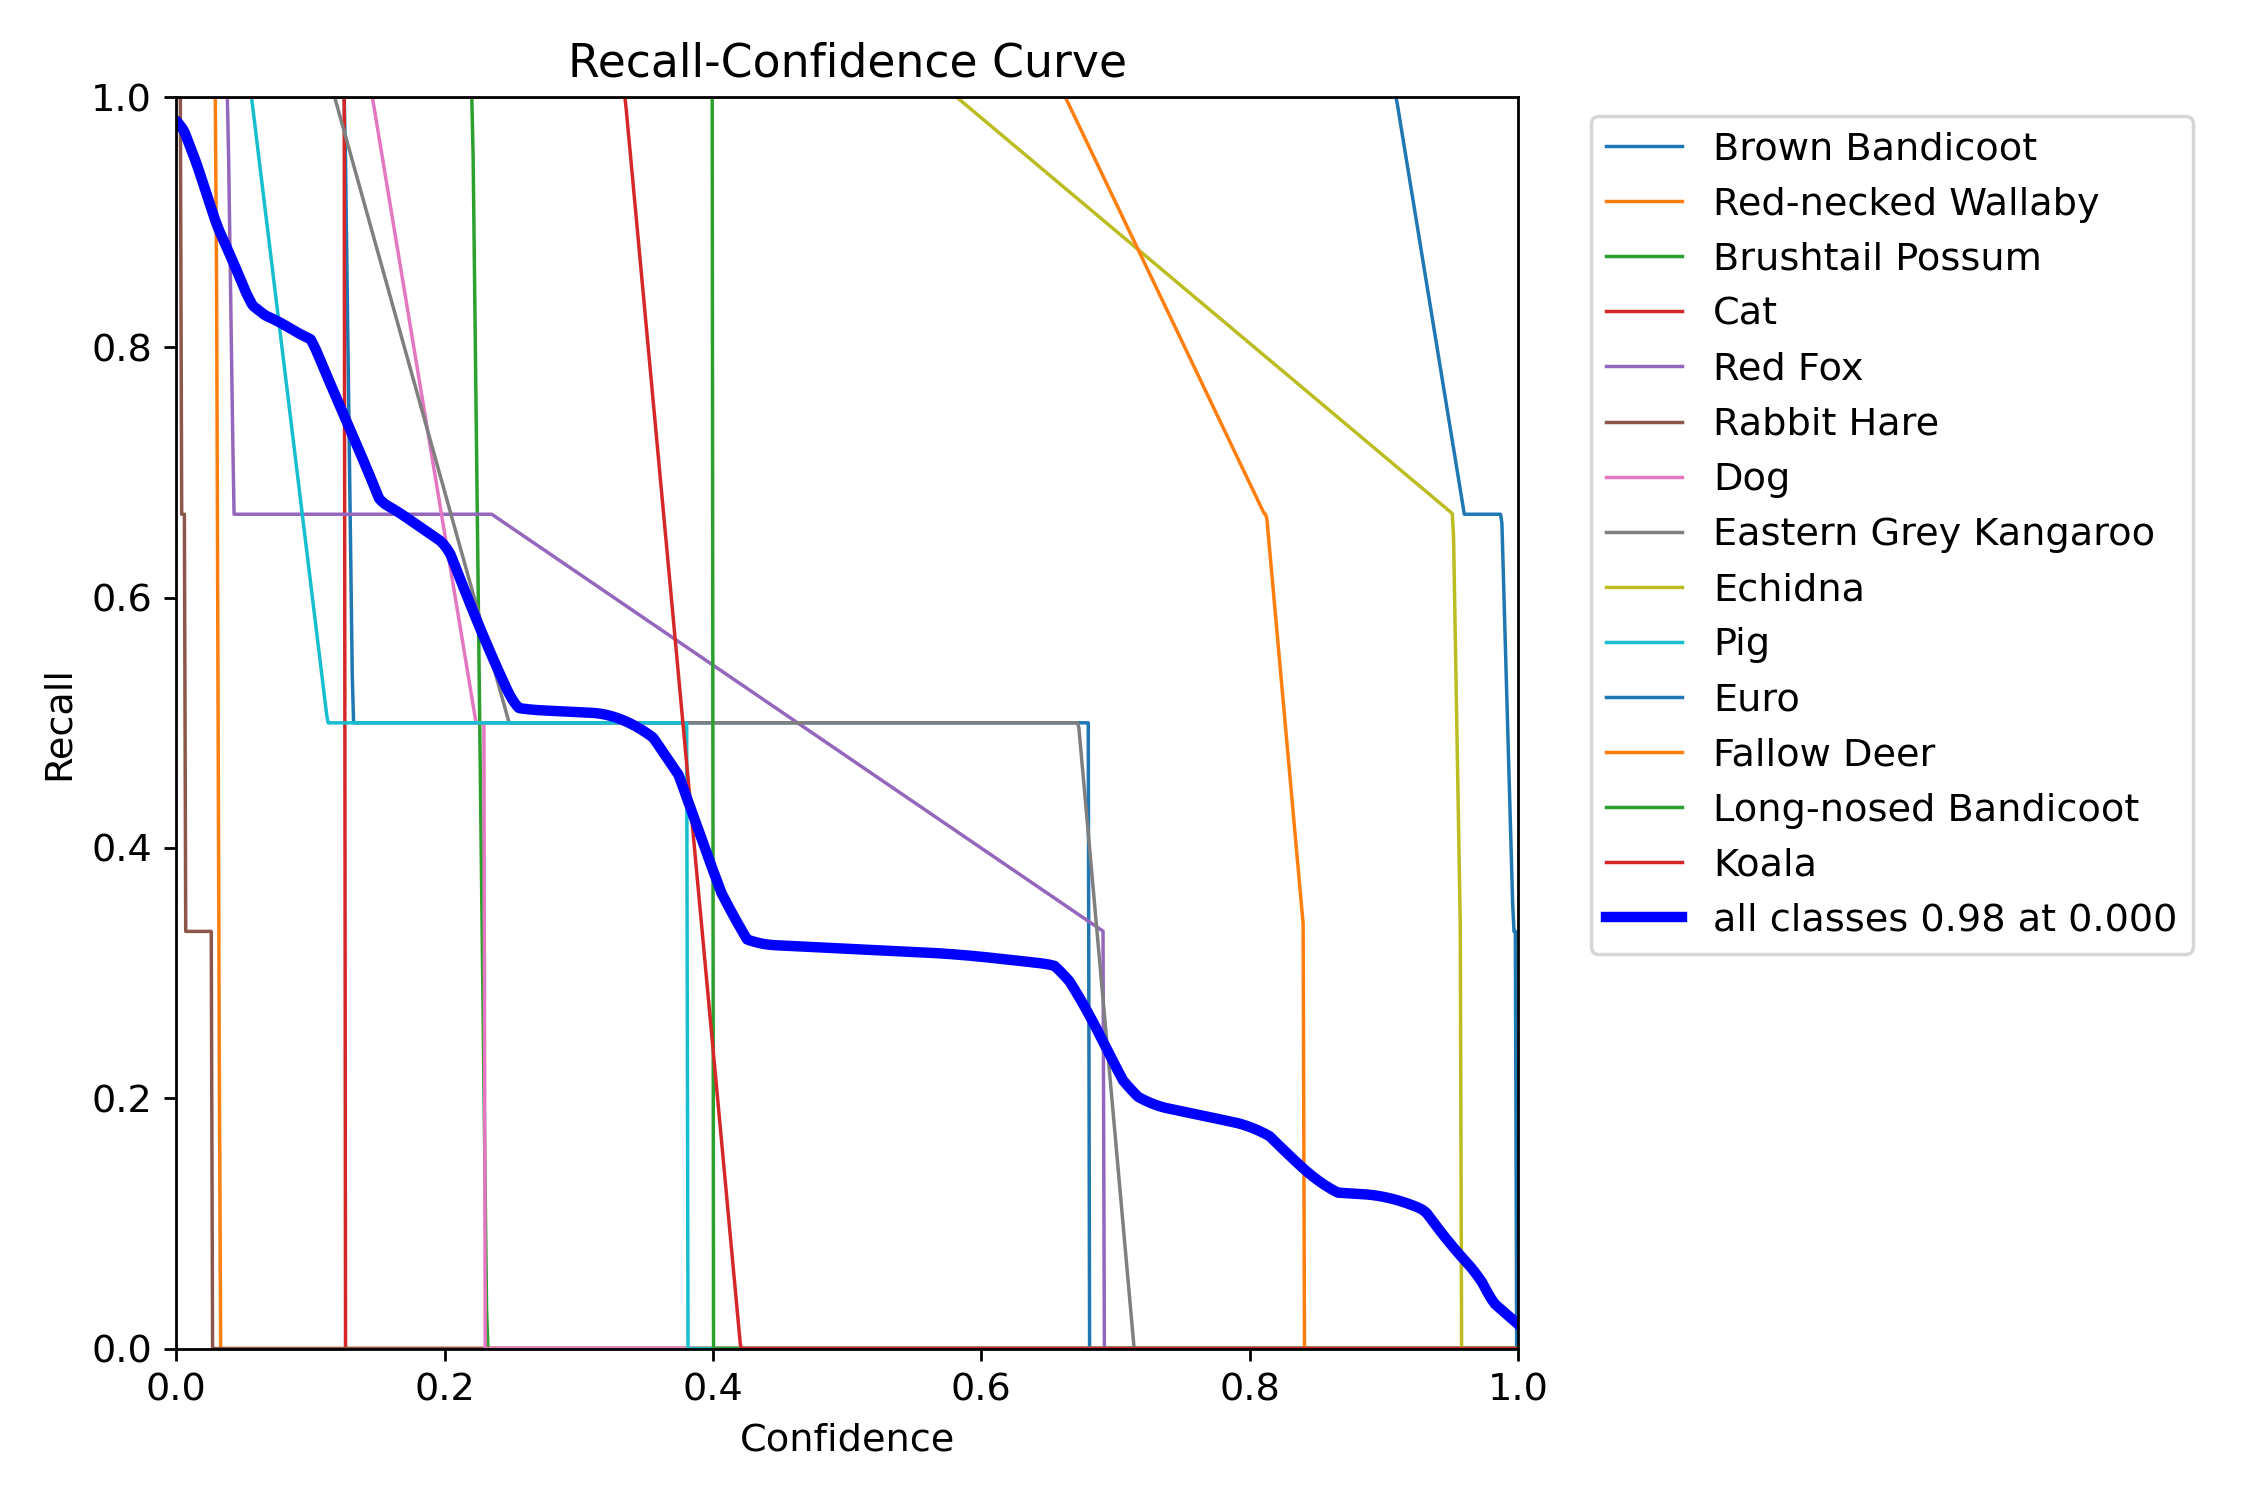 Recall-Confidence Curve
1.0
0.8
0.6
0.4
0.2
0.0
Recall
0.0 0.2 0.4 0.6 0.8 1.0
Confidence
Brown Bandicoot
Red-necked Wallaby
Brushtail Possum
Cat
Red Fox
Rabbit Hare
Dog
Eastern Grey Kangaroo
Echidna
Pig
Euro
Fallow Deer
Long-nosed Bandicoot
Koala
all classes 0.98 at 0.000